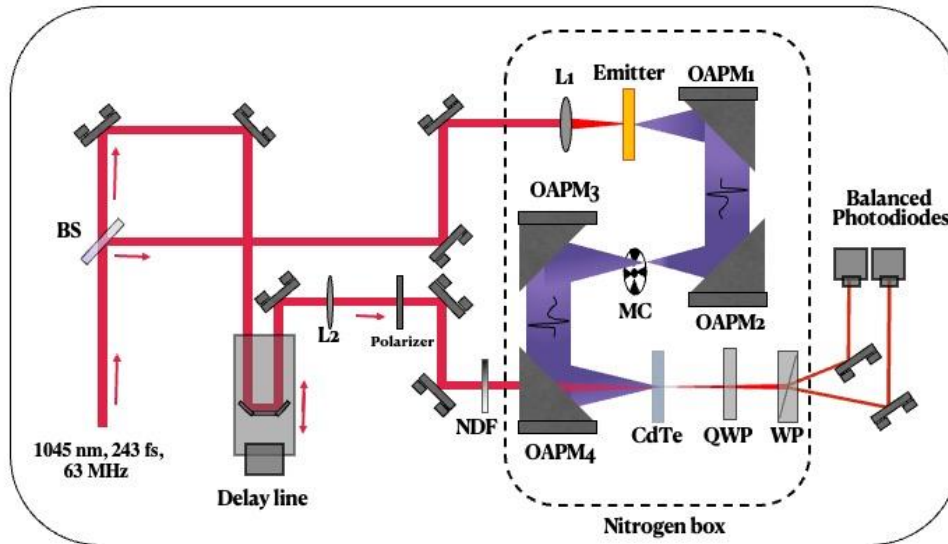 L1
Emitter
OAPM1
OAPM3
Balanced
Photodiodes
BS
MC
OAPM2
L2
Polarizer
NDF
CdTe
QWP
WP
OAPM4
1045 nm, 243 fs,
63 MHz
Delay line
Nitrogen box